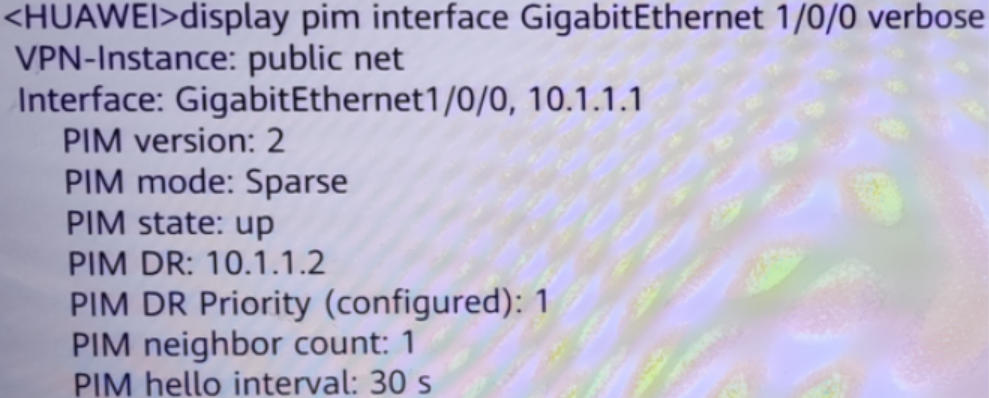 <HUAWEI>display pim interface GigabitEthernet 1/0/0 verbose
VPN-Instance: public net
Interface: GigabitEthernet1/0/0, 10.1.1.1
PIM version: 2
PIM mode: Sparse
PIM state: up
PIM DR: 10.1.1.2
PIM DR Priority (configured): 1
PIM neighbor count: 1
PIM hello interval: 30 s